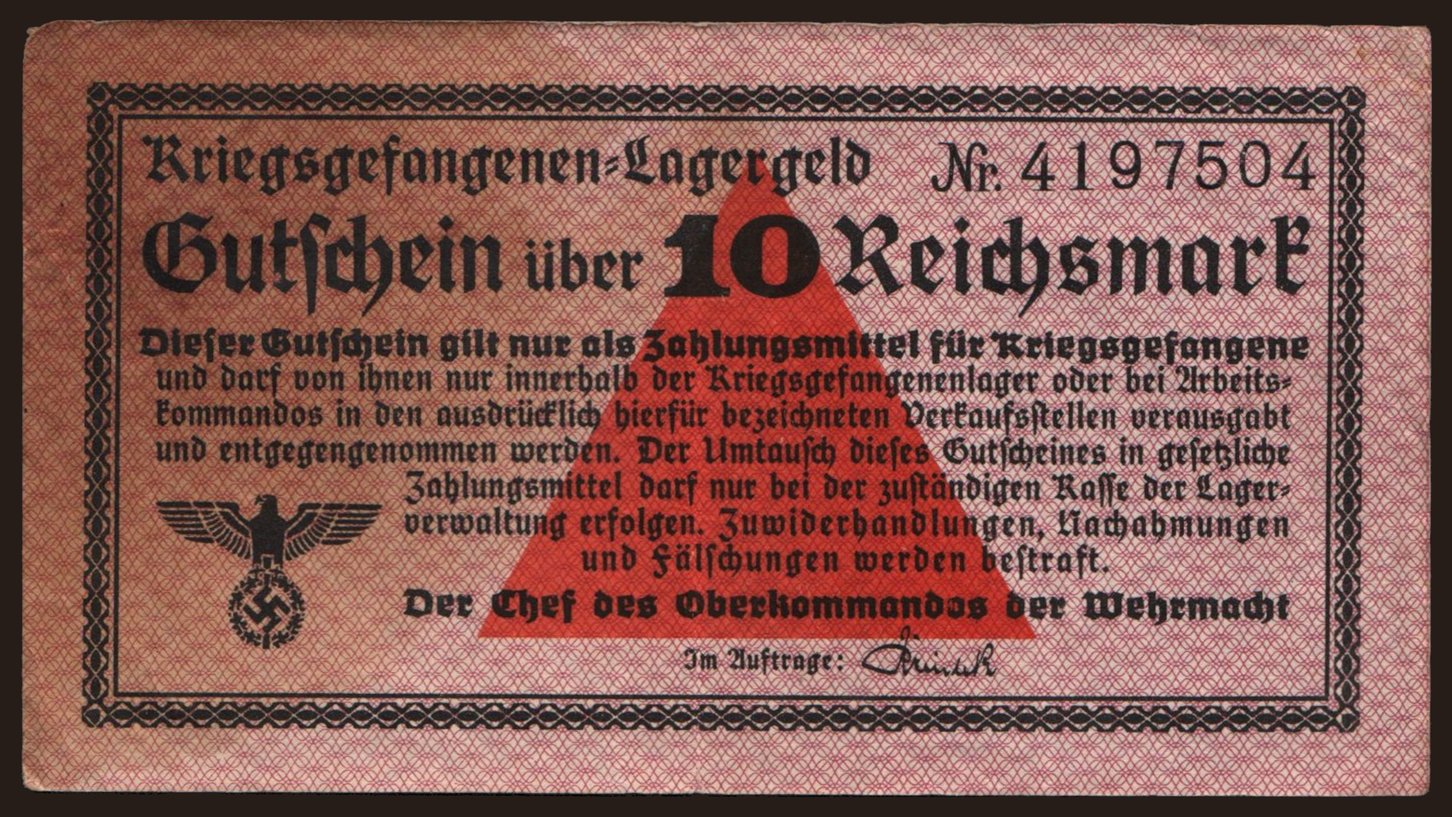 Kriegsgefangenen-Lagergeld Nr. 4197504
Gutschein über 10 Reichsmark
Dieser Gutschein gilt nur als Zahlungsmittel für Kriegsgefangene
und darf von ihnen nur innerhalb der Kriegsgefangenenlager oder bei Arbeits-
kommandos in den ausdrücklich hierfür bezeichneten Verkaufsstellen verausgabt
und entgegengenommen werden. Der Umtausch dieses Gutscheines in gesetzliche
Zahlungsmittel darf nur bei der zuständigen Kasse der Lager-
verwaltung erfolgen. Zuwiderhandlungen, Nachahmungen
und Fälschungen werden bestraft.
Der Chef des Oberkommandos der Wehrmacht
Im Auftrage: